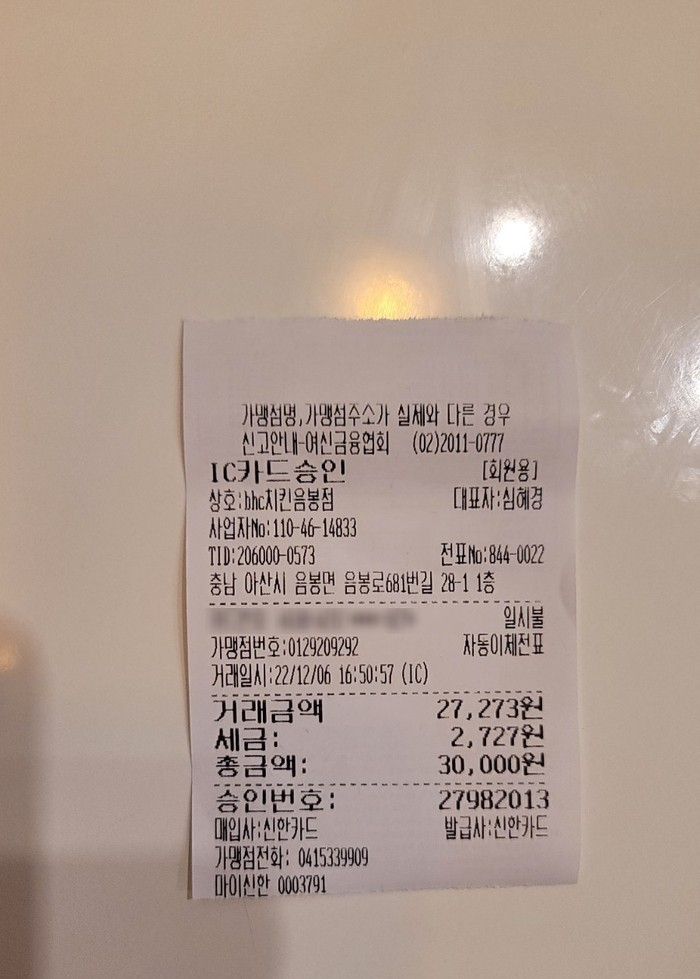 가맹점명,가맹점주소가 실제와 다른 경우
신고안내-여신금융협회 (02)2011-0777
IC카드승인 [회원용]
상호:bhc치킨음봉점 대표자:심혜경
사업자No:110-46-14833
TID:206000-0573 전표No:844-0022
충남 아산시 음봉면 음봉로681번길 28-1 1층
일시불
가맹점번호:0129209292 자동이체전표
거래일시:22/12/06 16:50:57 (IC)
거래금액 27,273원
세금: 2,727원
총금액: 30,000원
승인번호: 27982013
매입사:신한카드 발급사:신한카드
가맹점전화: 0415339909
마이신한 0003791